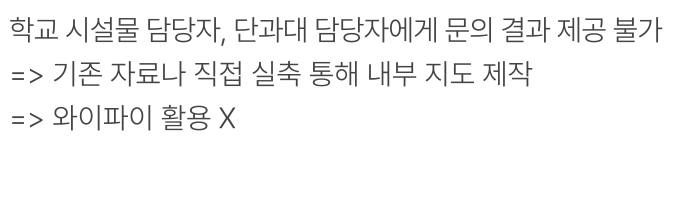 학교 시설물 담당자, 단과대 담당자에게 문의 결과 제공 불가
=> 기존 자료나 직접 실축 통해 내부 지도 제작
=> 와이파이 활용 X